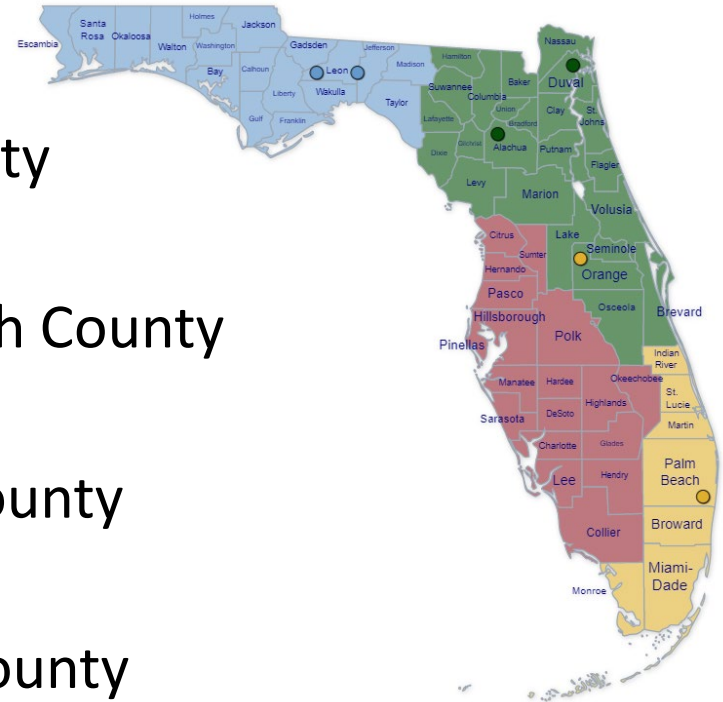 ty
h County
ounty
ounty
Escambia
Santa
Rosa
Okaloosa
Walton
Holmes
Washington
Bay
Jackson
Calhoun
Gulf
Liberty
Franklin
Gadsden
Leon
Wakulla
Jefferson
Madison
Taylor
Hamilton
Suwannee
Columbia
Lafayette
Dixie
Gilchrist
Baker
Union
Bradford
Alachua
Nassau
Duval
Clay
St.
Johns
Putnam
Flagler
Levy
Marion
Volusia
Citrus
Sumter
Lake
Seminole
Orange
Hernando
Pasco
Osceola
Brevard
Hillsborough
Pinellas
Polk
Indian
River
Manatee
Hardee
Okeechobee
St.
Lucie
Sarasota
DeSoto
Highlands
Martin
Charlotte
Glades
Lee
Hendry
Palm
Beach
Collier
Broward
Monroe
Miami-
Dade